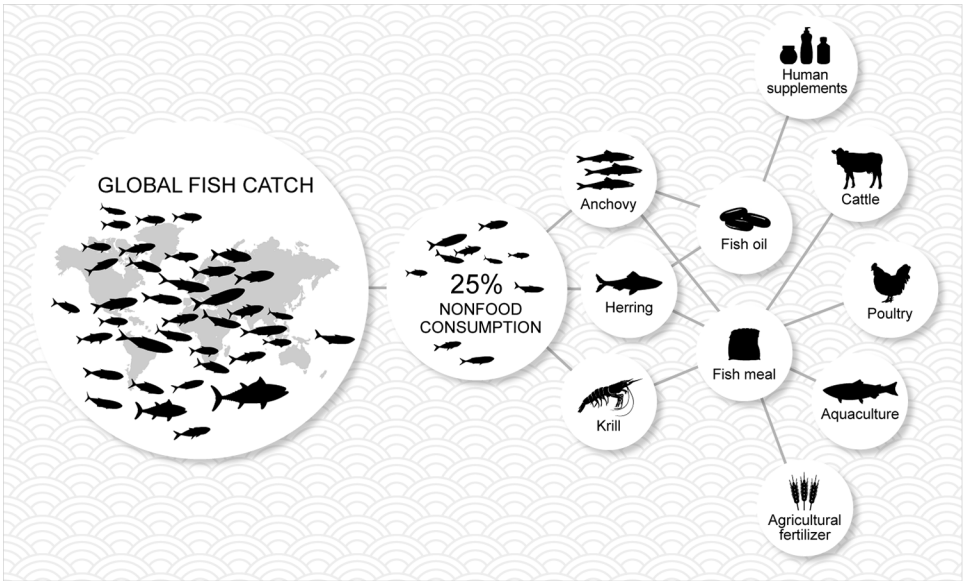 GLOBAL FISH CATCH
25%
NONFOOD
CONSUMPTION
Anchovy
Herring
Krill
Fish oil
Fish meal
Human
supplements
Cattle
Poultry
Aquaculture
Agricultural
fertilizer